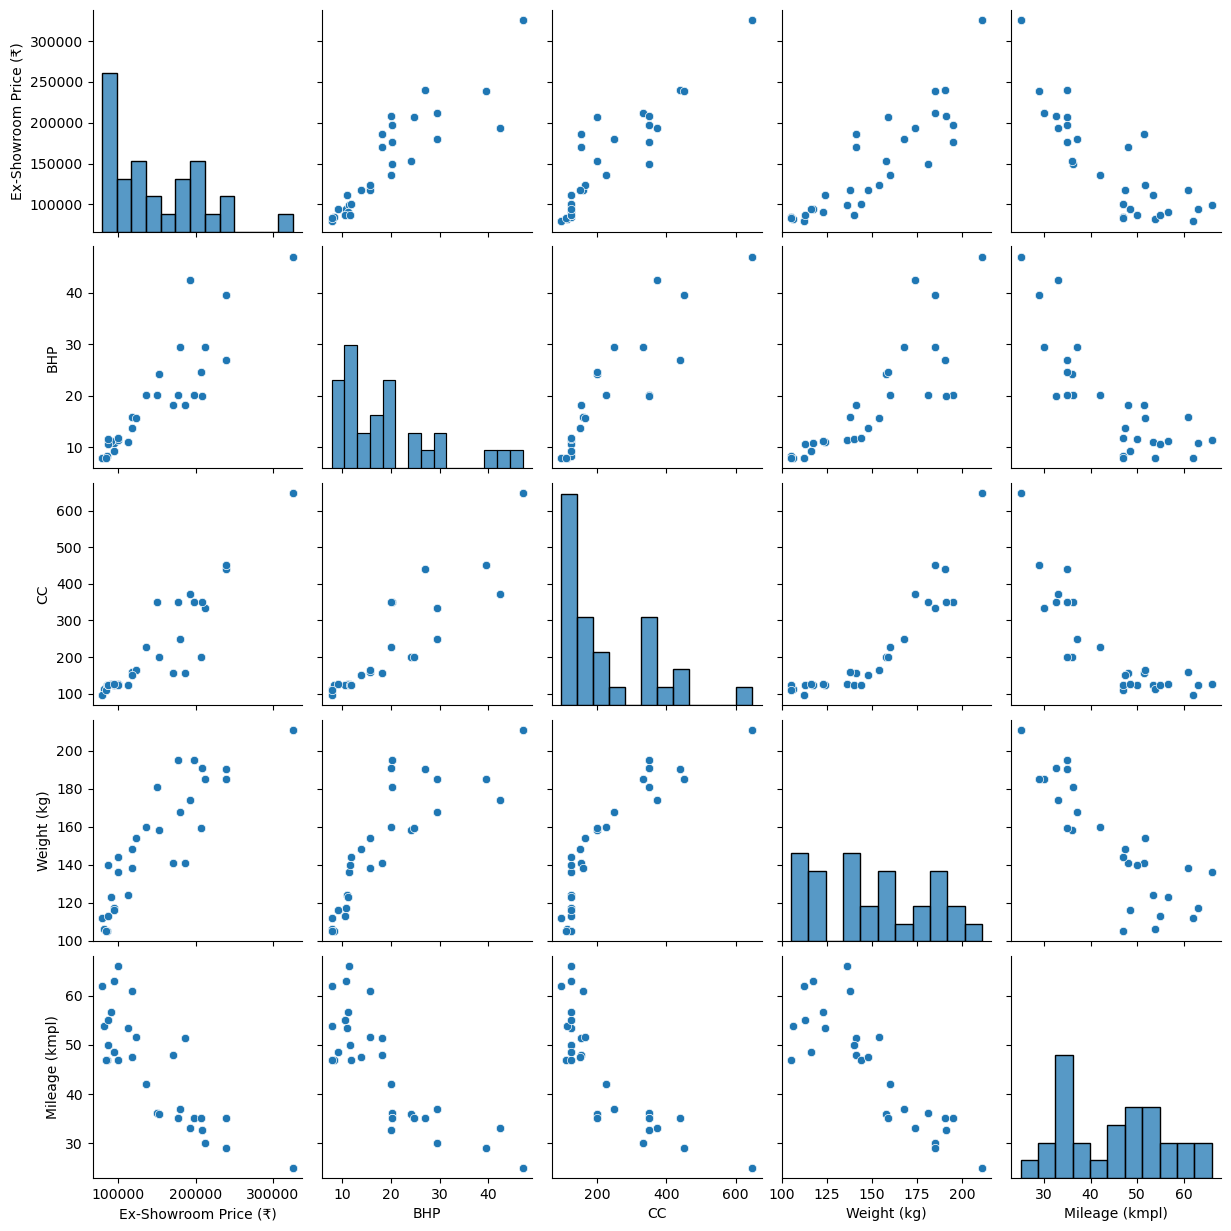 300000
250000
200000
150000
100000
Ex-Showroom Price (₹)
40
30
20
10
BHP
600
500
400
300
200
100
CC
200
180
160
140
120
100
Weight (kg)
60
50
40
30
Mileage (kmpl)
100000 200000 300000
10 20 30 40
200 400 600
100 125 150 175 200
30 40 50 60
Ex-Showroom Price (₹)
BHP
CC
Weight (kg)
Mileage (kmpl)